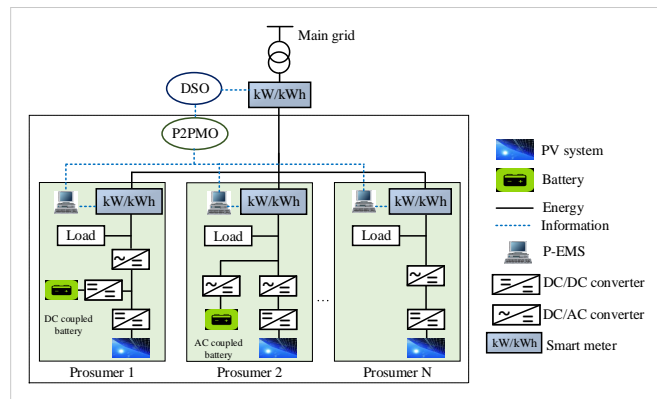 Main grid
DSO
kW/kWh
P2PMO
kW/kWh
kW/kWh
kW/kWh
Load
Load
Load
DC coupled
battery
AC coupled
battery
...
Prosumer 1
Prosumer 2
Prosumer N
PV system
Battery
Energy
Information
P-EMS
DC/DC converter
DC/AC converter
kW/kWh
Smart meter